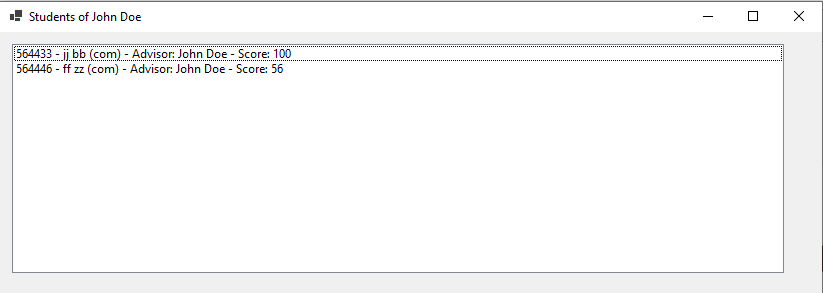 Students of John Doe
564433 - jj bb (com) - Advisor: John Doe - Score: 100
564446 - ff zz (com) - Advisor: John Doe - Score: 56